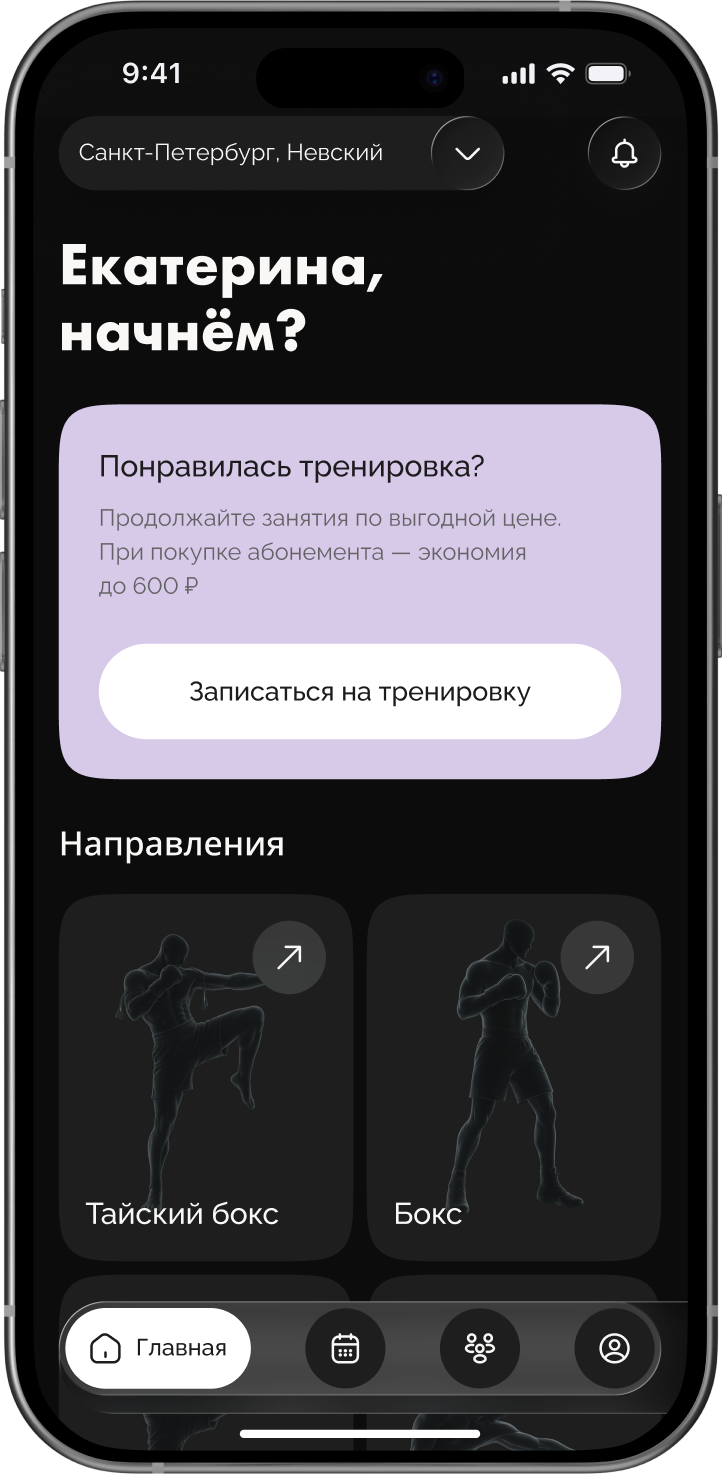 9:41
Санкт-Петербург, Невский
Екатерина,
начнём?
Понравилась тренировка?
Продолжайте занятия по выгодной цене.
При покупке абонемента — экономия
до 600 ₽
Записаться на тренировку
Направления
Тайский бокс
Бокс
Главная